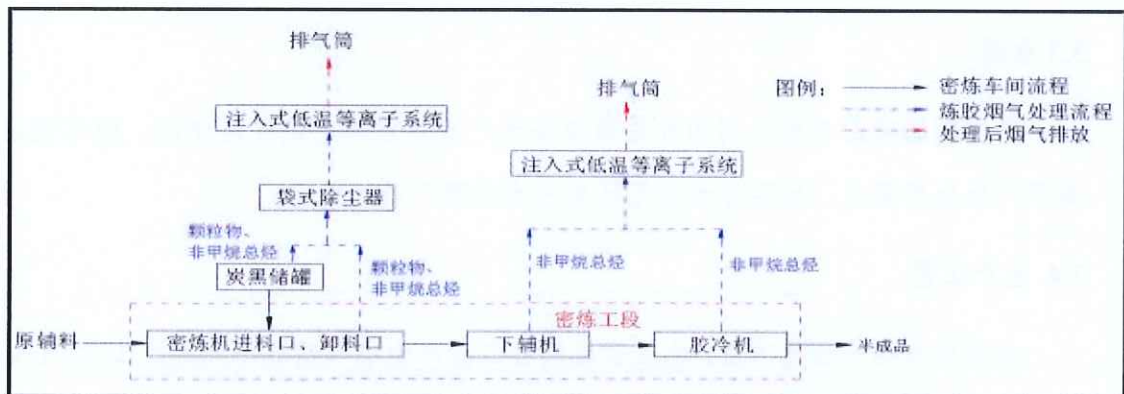 排气筒
排气筒
图例：
密炼车间流程
炼胶烟气处理流程
处理后烟气排放
注入式低温等离子系统
注入式低温等离子系统
袋式除尘器
颗粒物、
非甲烷总烃
颗粒物、
非甲烷总烃
非甲烷总烃
非甲烷总烃
炭黑储罐
密炼工段
原辅料
密炼机进料口、卸料口
下辅机
胶冷机
半成品